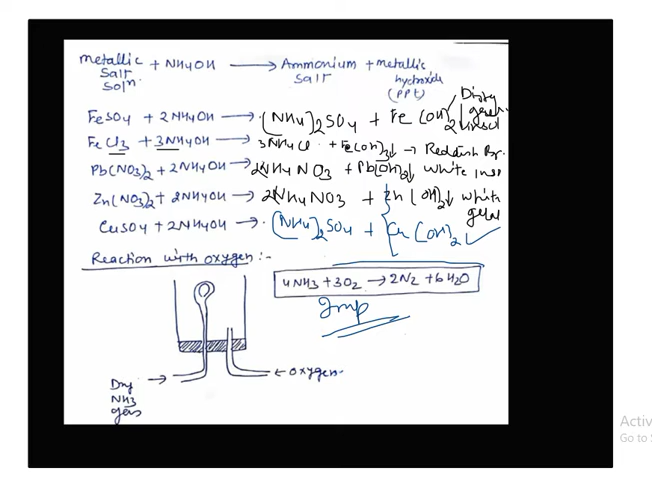 metallic salt soln. + NH4OH → Ammonium salt + metallic hydroxide (PPt)
FeSO4 + 2NH4OH → (NH4)2SO4 + Fe(OH)2 Dirty green
FeCl3 + 3NH4OH → 3NH4Cl + Fe(OH)3↓ → Reddish Br.
Pb(NO3)2 + 2NH4OH → 2NH4NO3 + Pb(OH)2↓ white
Zn(NO3)2 + 2NH4OH → 2NH4NO3 + Zn(OH)2↓ white
CuSO4 + 2NH4OH → (NH4)2SO4 + Cu(OH)2 ✓
Reaction with oxygen :-
4NH3 + 3O2 → 2N2 + 6H2O
Imp
Dry NH3 gas →
← oxygen.
Activ
Go to S